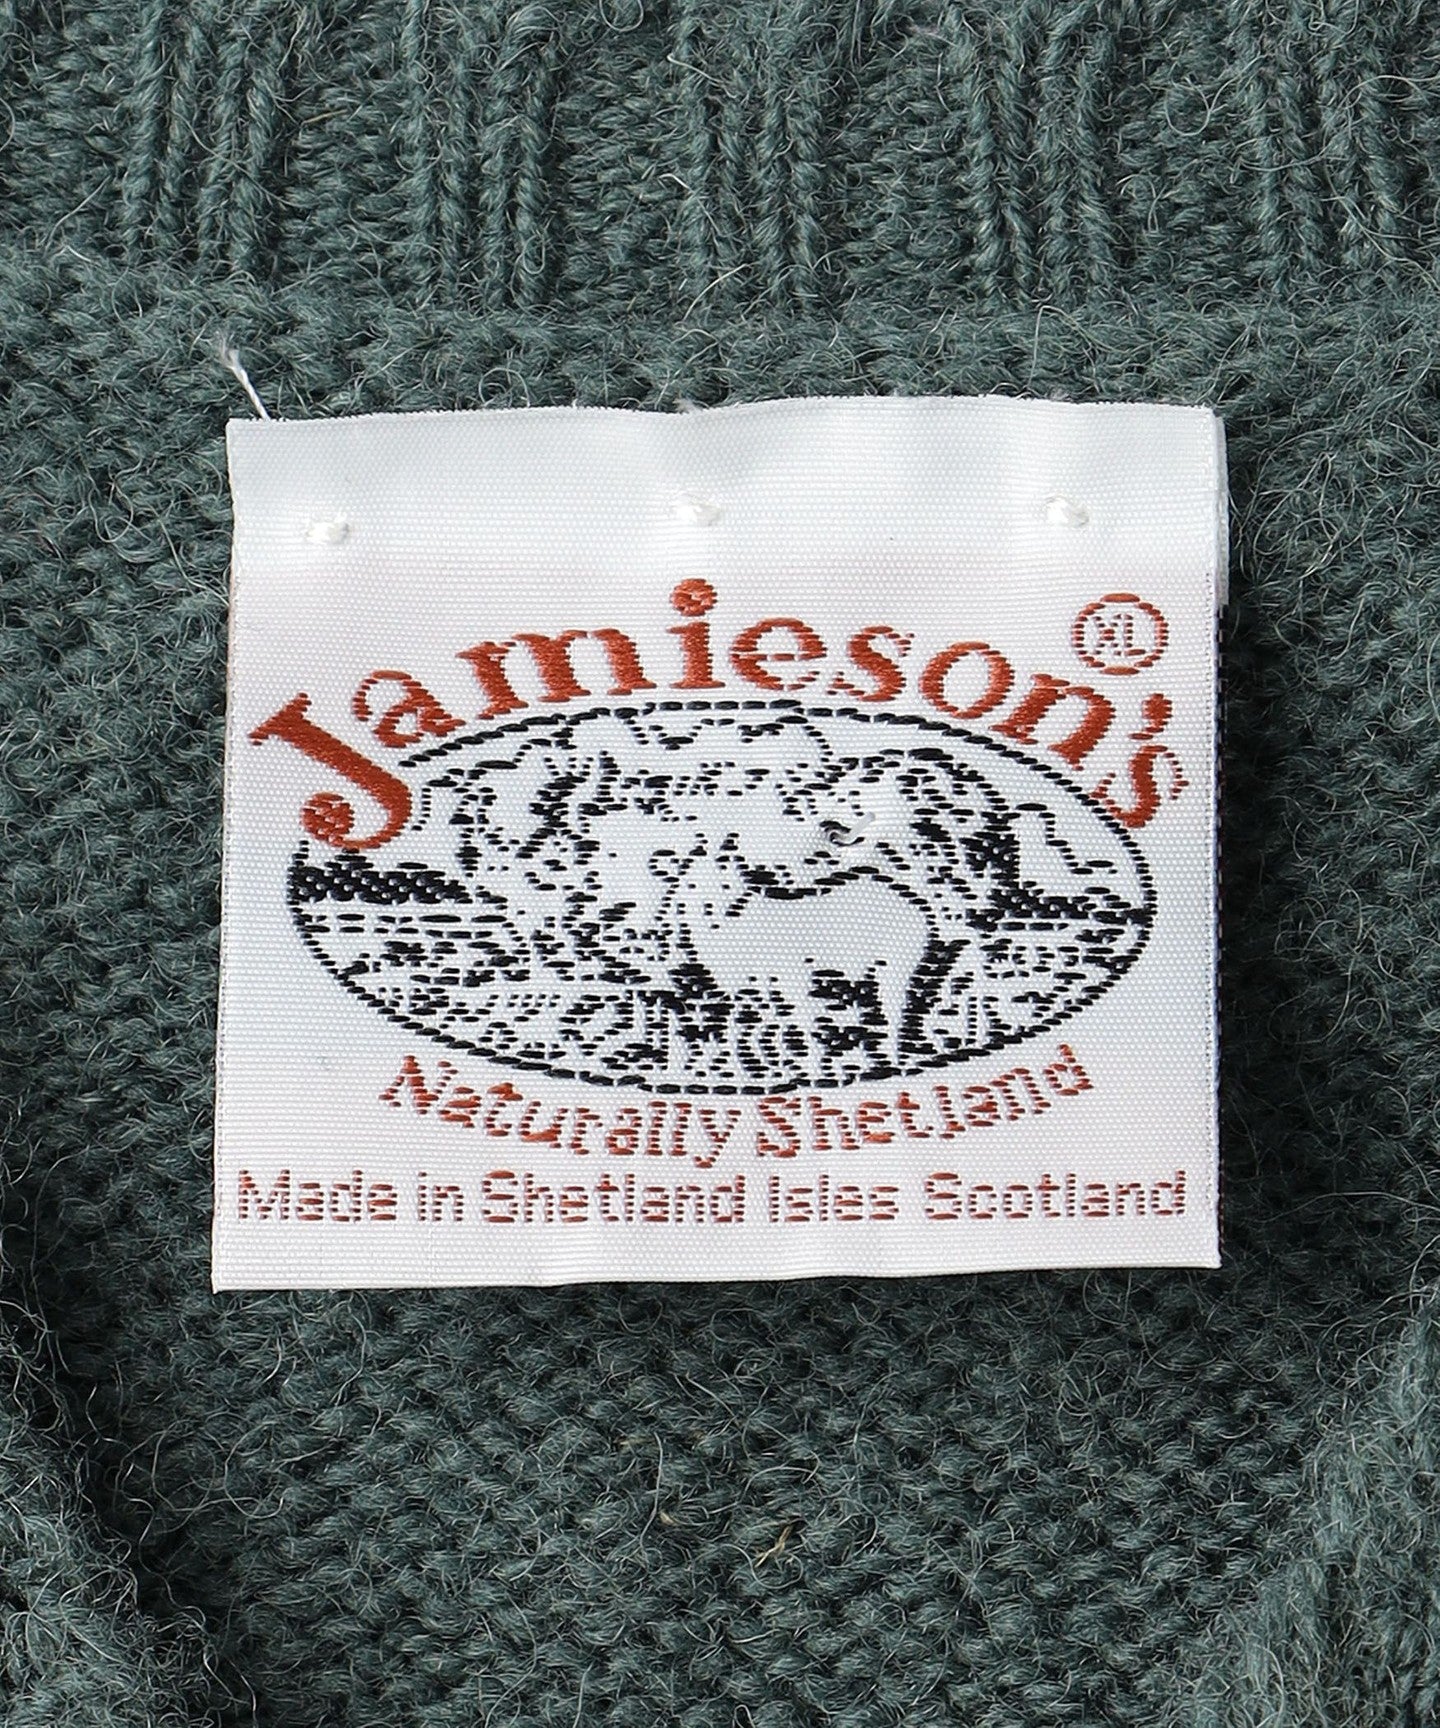 Jamieson's
XL
Naturally Shetland
Made in Shetland Isles Scotland